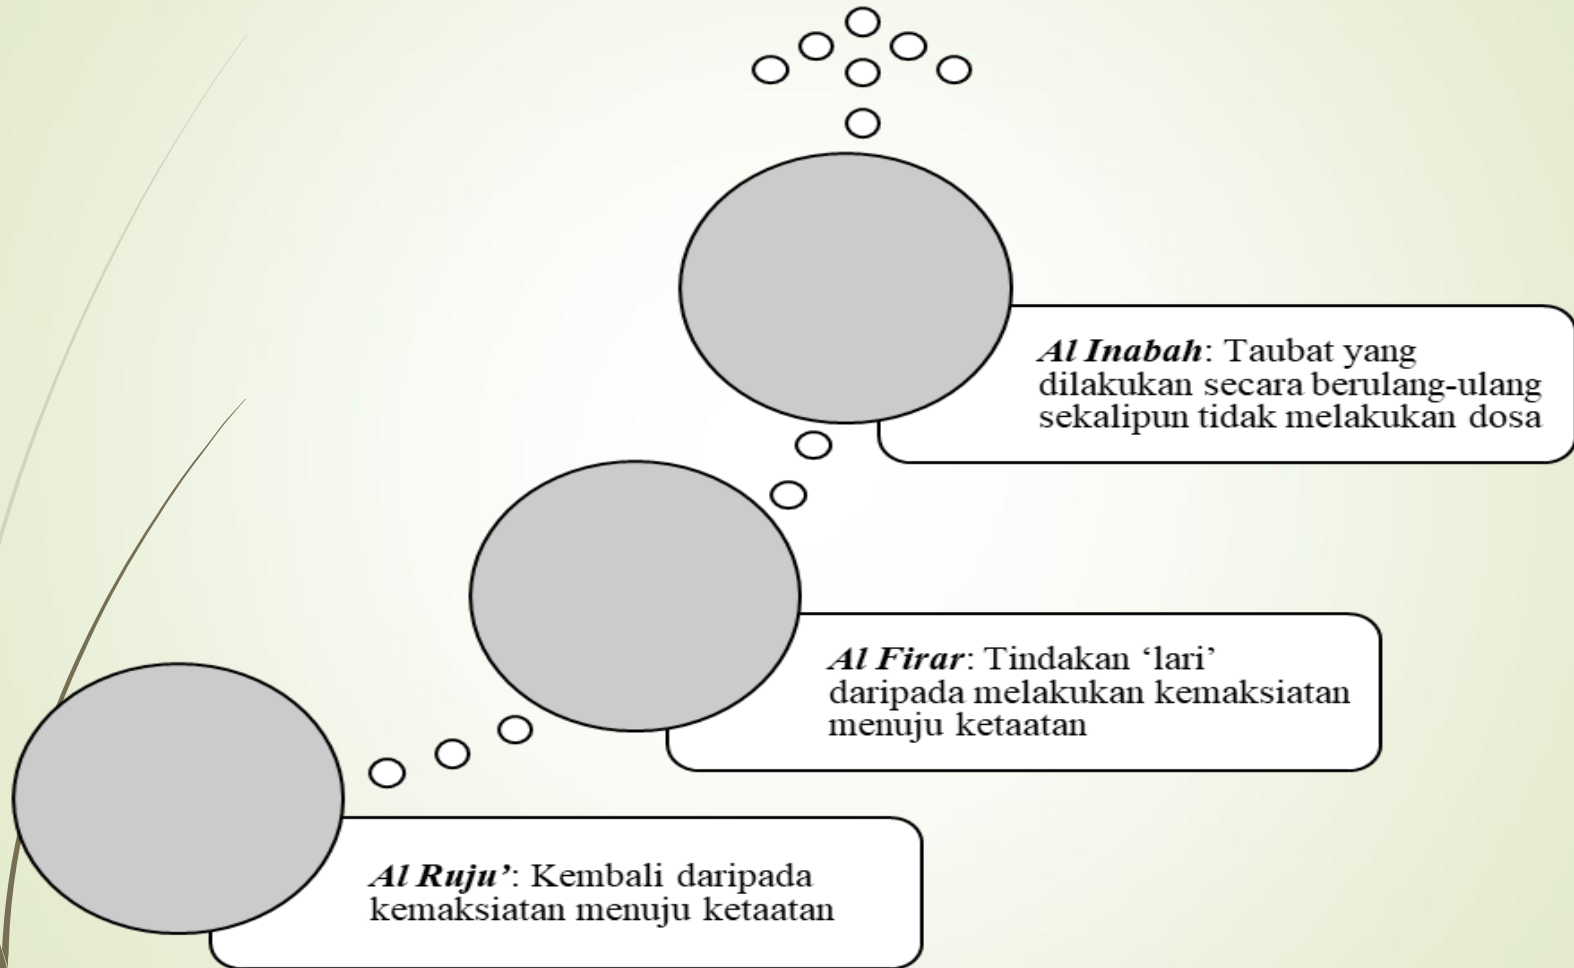 Al Inabah: Taubat yang
dilakukan secara berulang-ulang
sekalipun tidak melakukan dosa
Al Firar: Tindakan ‘lari’
daripada melakukan kemaksiatan
menuju ketaatan
Al Ruju’: Kembali daripada
kemaksiatan menuju ketaatan